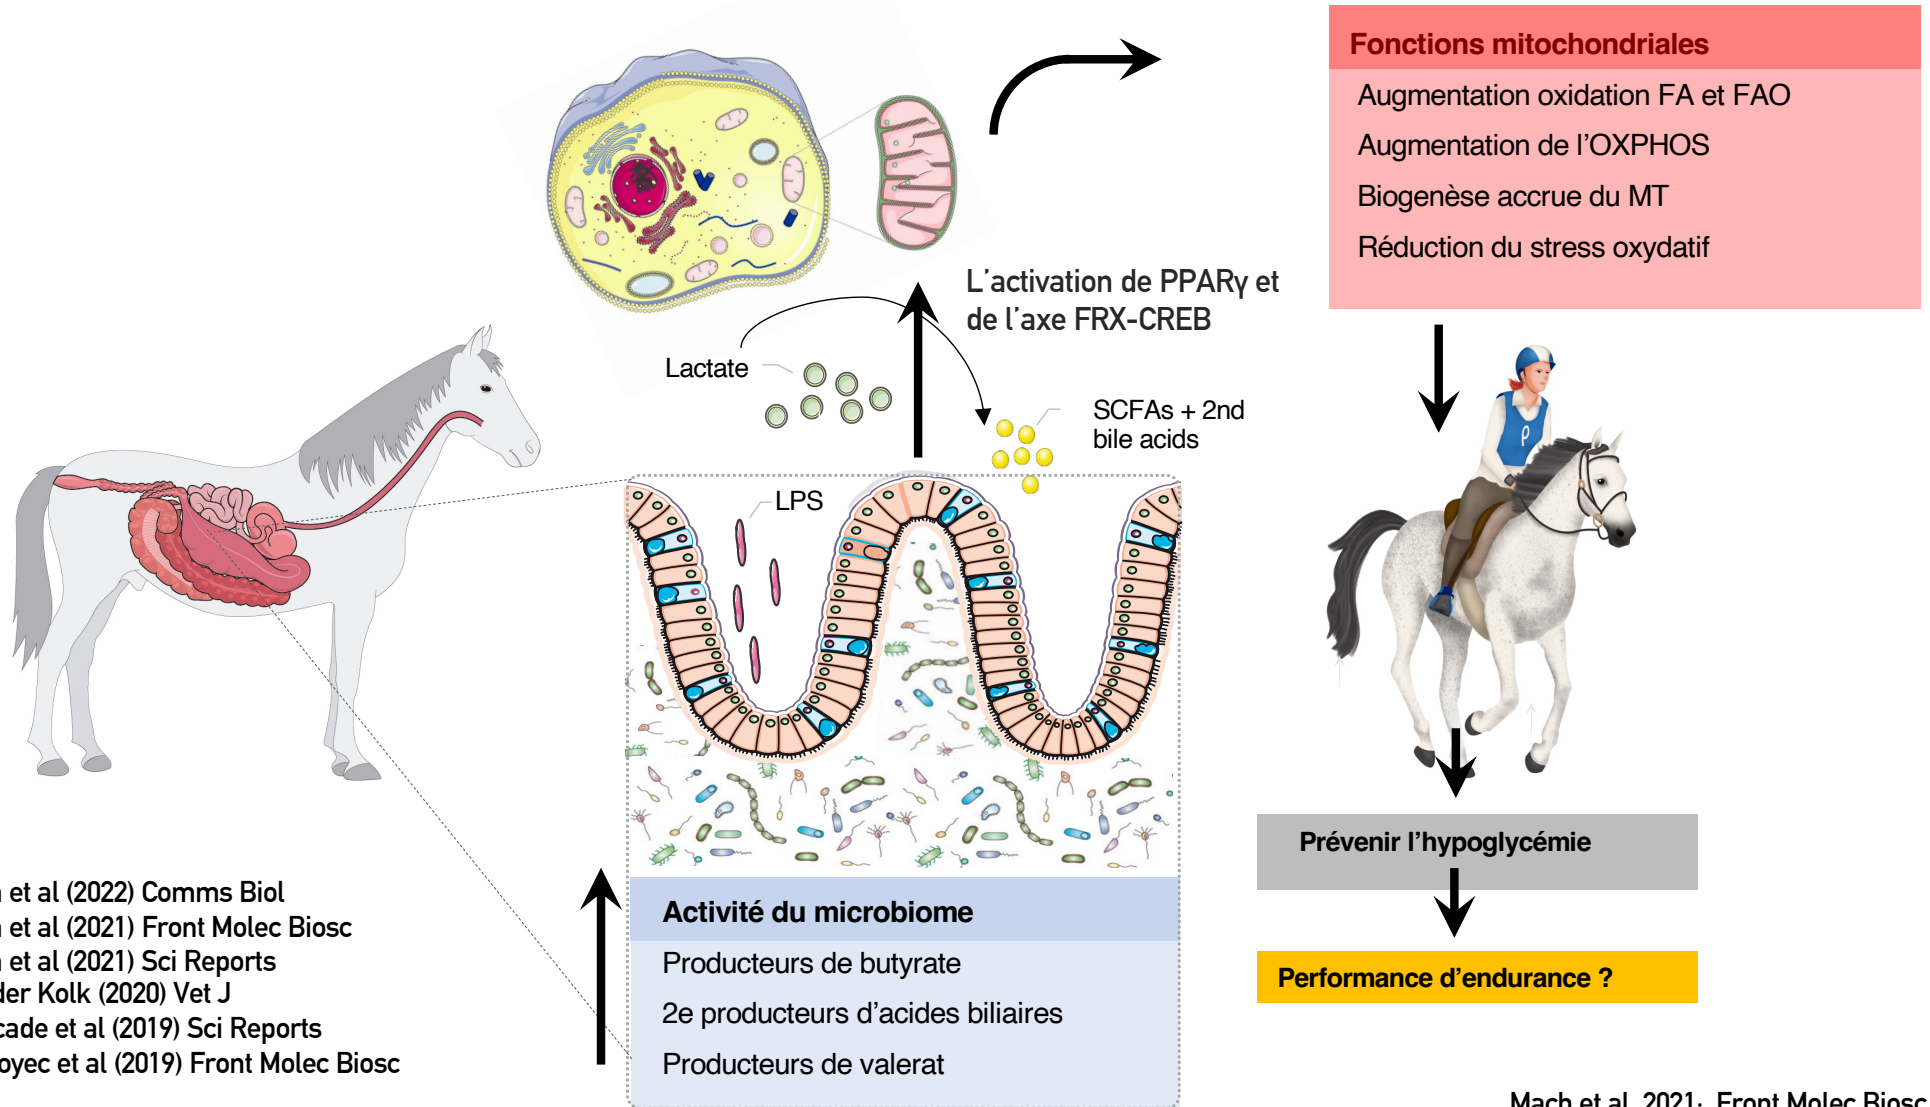 Fonctions mitochondriales
Augmentation oxidation FA et FAO
Augmentation de l'OXPHOS
Biogenèse accrue du MT
Réduction du stress oxydatif
L'activation de PPARγ et
de l'axe FRX-CREB
Lactate
SCFAs + 2nd
bile acids
LPS
ρ
Prévenir l'hypoglycémie
Performance d'endurance ?
Activité du microbiome
Producteurs de butyrate
2e producteurs d'acides biliaires
Producteurs de valerat
et al (2022) Comms Biol
et al (2021) Front Molec Biosc
et al (2021) Sci Reports
der Kolk (2020) Vet J
cade et al (2019) Sci Reports
oyec et al (2019) Front Molec Biosc
Mach et al, 2021; Front Molec Biosc